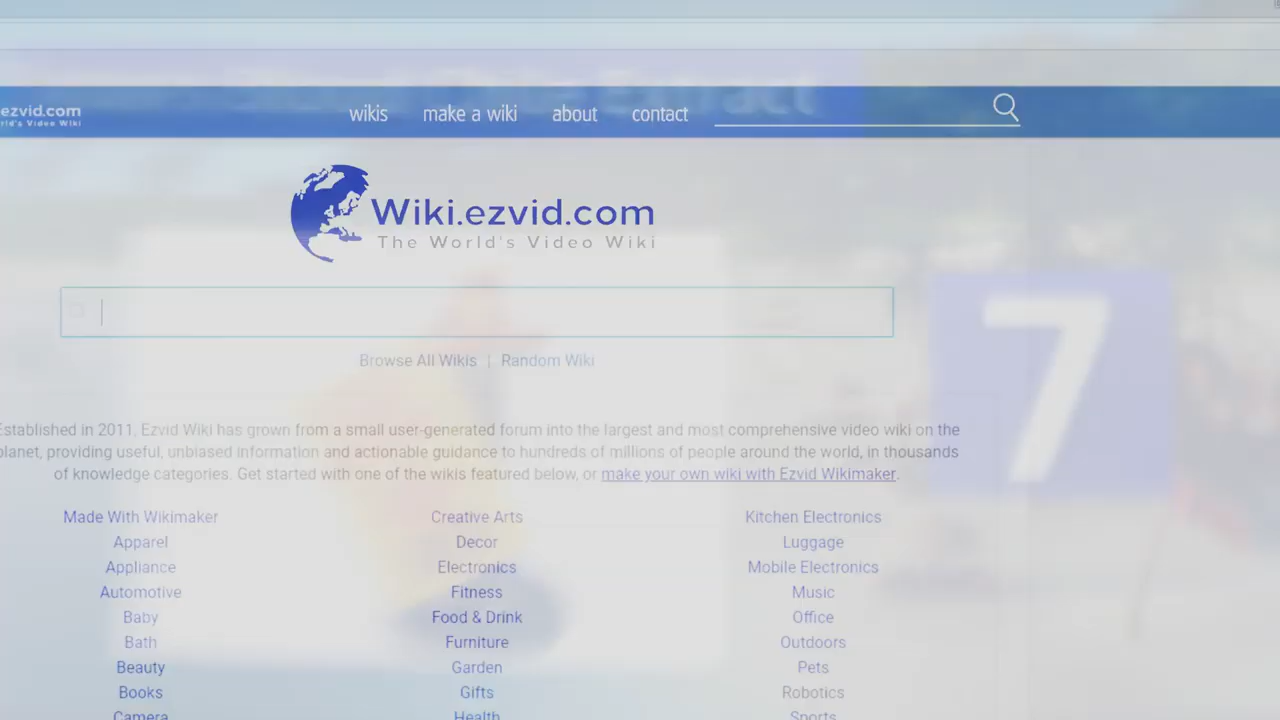 ezvid.com
wikis make a wiki about contact
Wiki.ezvid.com
The World's Video Wiki
Browse All Wikis | Random Wiki
Established in 2011, Ezvid Wiki has grown from a small user-generated forum into the largest and most comprehensive video wiki on the
planet, providing useful, unbiased information and actionable guidance to hundreds of millions of people around the world, in thousands
of knowledge categories. Get started with one of the wikis featured below, or make your own wiki with Ezvid Wikimaker.
7
Made With Wikimaker Creative Arts Kitchen Electronics
Apparel Decor Luggage
Appliance Electronics Mobile Electronics
Automotive Fitness Music
Baby Food & Drink Office
Bath Furniture Outdoors
Beauty Garden Pets
Books Gifts Robotics
Camera Health Sports